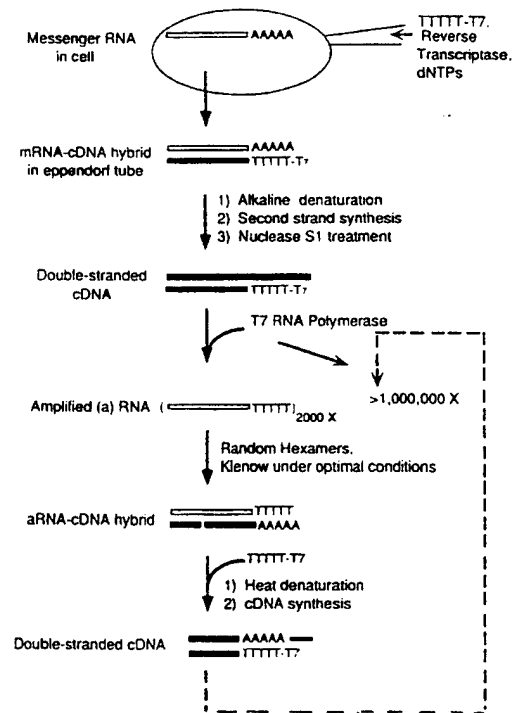 Messenger RNA
in cell
AAAAA
TTTTT-T7,
Reverse
Transcriptase,
dNTPs
mRNA-cDNA hybrid
in eppendorf tube
AAAAA
TTTTT-T7
1) Alkaline denaturation
2) Second strand synthesis
3) Nuclease S1 treatment
Double-stranded
cDNA
TTTTT-T7
T7 RNA Polymerase
>1,000,000 X
Amplified (a) RNA ( TTTTT) 2000 X
Random Hexamers,
Klenow under optimal conditions
aRNA-cDNA hybrid
TTTTT
AAAAA
TTTTT-T7
1) Heat denaturation
2) cDNA synthesis
Double-stranded cDNA
AAAAA
TTTTT-T7